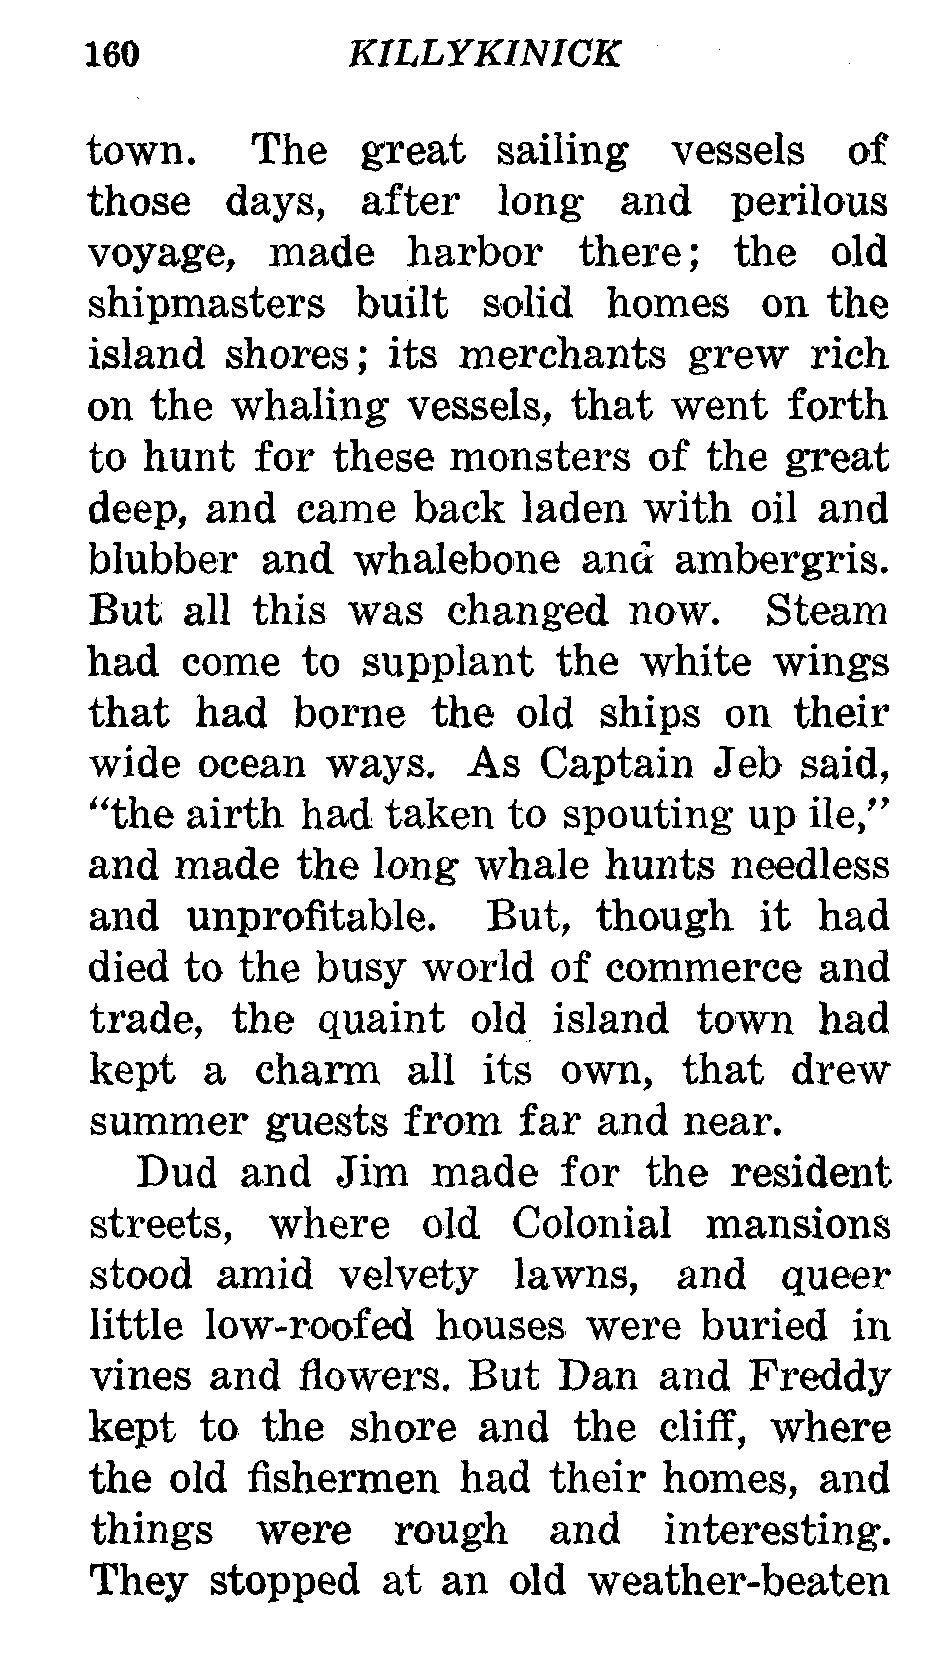 160 KILLYKINICK
town. The great sailing vessels of
those days, after long and perilous
voyage, made harbor there; the old
shipmasters built solid homes on the
island shores; its merchants grew rich
on the whaling vessels, that went forth
to hunt for these monsters of the great
deep, and came back laden with oil and
blubber and whalebone and ambergris.
But all this was changed now. Steam
had come to supplant the white wings
that had borne the old ships on their
wide ocean ways. As Captain Jeb said,
“the airth had taken to spouting up ile,”
and made the long whale hunts needless
and unprofitable. But, though it had
died to the busy world of commerce and
trade, the quaint old island town had
kept a charm all its own, that drew
summer guests from far and near.
Dud and Jim made for the resident
streets, where old Colonial mansions
stood amid velvety lawns, and queer
little low-roofed houses were buried in
vines and flowers. But Dan and Freddy
kept to the shore and the cliff, where
the old fishermen had their homes, and
things were rough and interesting.
They stopped at an old weather-beaten